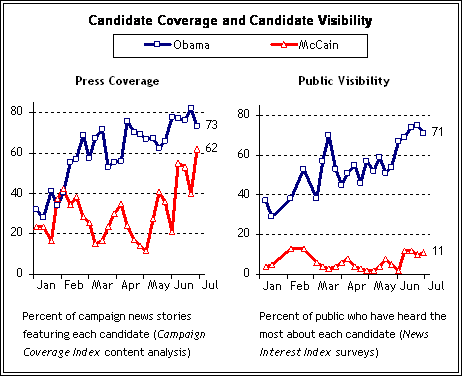 Candidate Coverage and Candidate Visibility
Obama
McCain
Press Coverage
80
60
40
20
0
73
62
Jan Feb Mar Apr May Jun Jul
Percent of campaign news stories
featuring each candidate (Campaign
Coverage Index content analysis)
Public Visibility
80
60
40
20
0
71
11
Jan Feb Mar Apr May Jun Jul
Percent of public who have heard the
most about each candidate (News
Interest Index surveys)